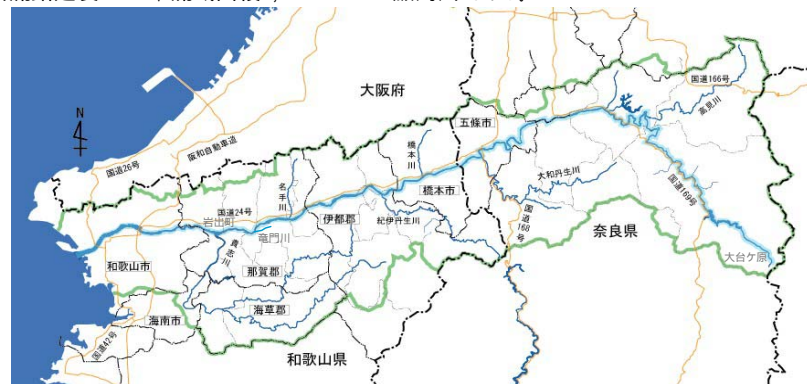 大阪府
国道166号
高見川
N
阪和自動車道
五條市
国道26号
橋本川
名手川
国道24号
岩出町
伊都郡
橋本市
大和丹生川
国道169号
紀伊丹生川
竜門川
国道168号
奈良県
和歌山市
貴志川
那賀郡
大台ケ原
海草郡
海南市
国道42号
和歌山県